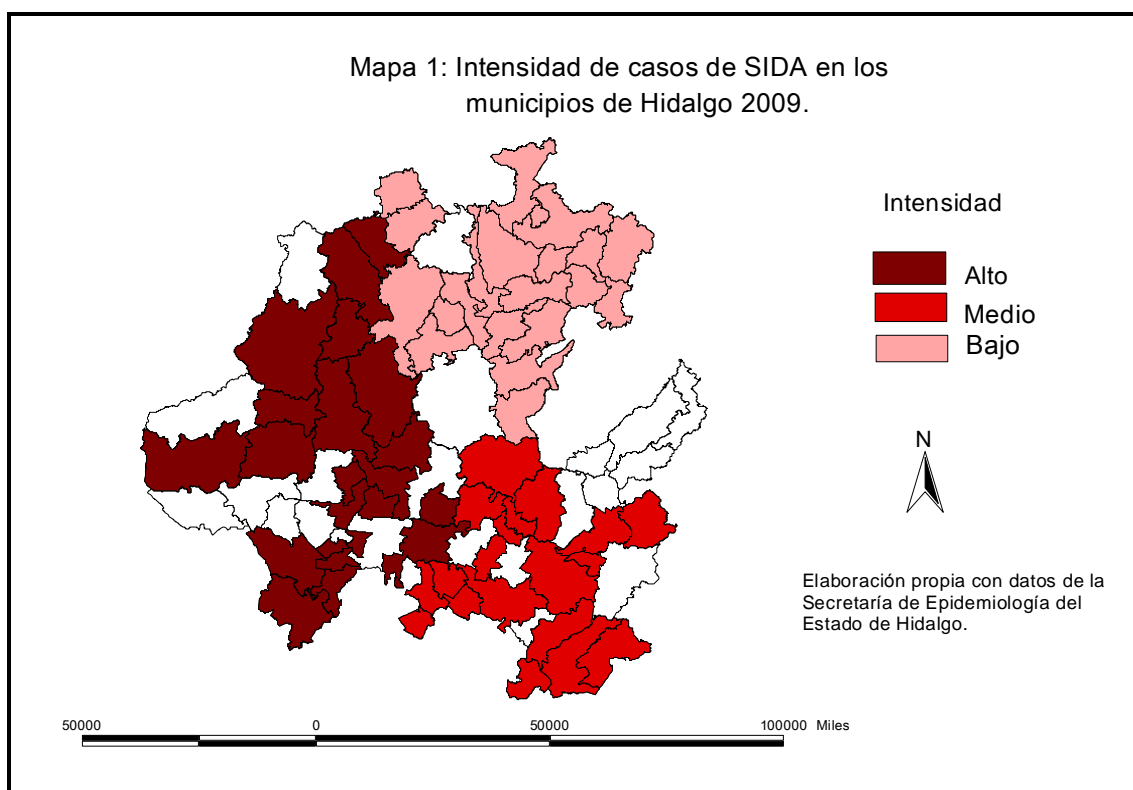 Mapa 1: Intensidad de casos de SIDA en los
municipios de Hidalgo 2009.
Intensidad
Alto
Medio
Bajo
N
Elaboración propia con datos de la
Secretaría de Epidemiología del
Estado de Hidalgo.
50000 0 50000 100000 Miles